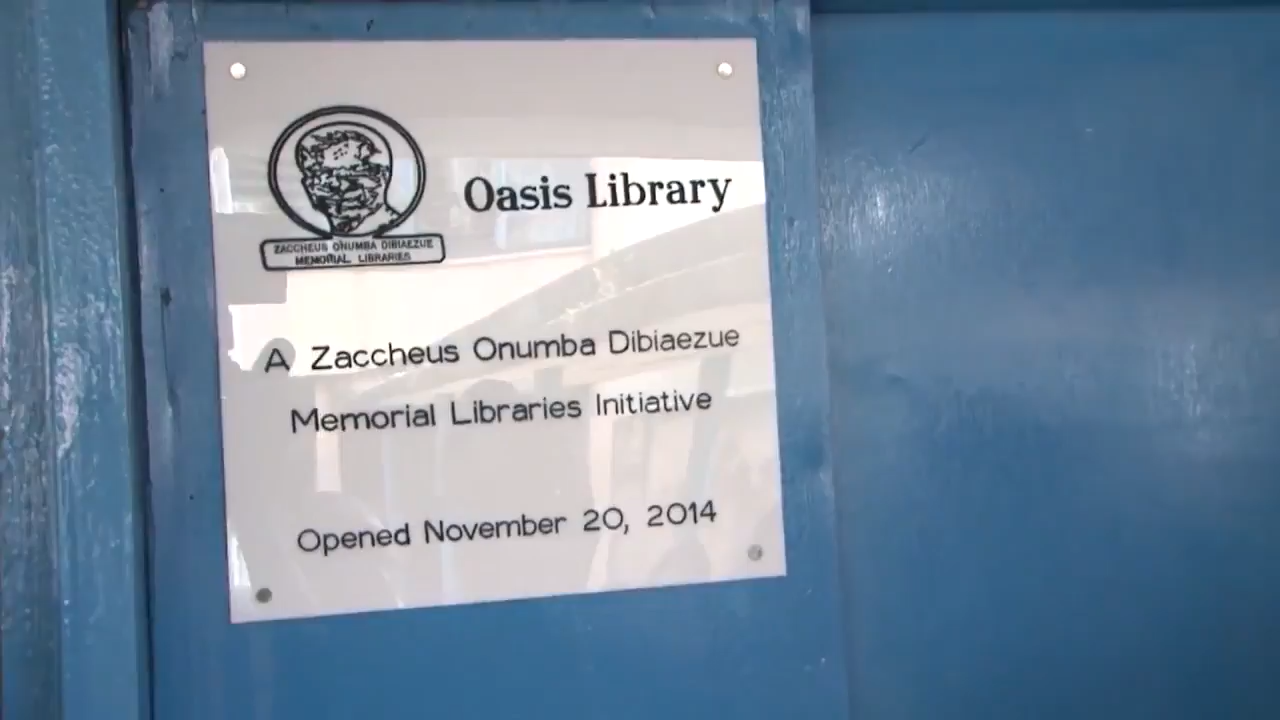 Oasis Library
ZACCHEUS ONUMBA DIBIAEZUE
MEMORIAL LIBRARIES
A Zaccheus Onumba Dibiaezue
Memorial Libraries Initiative
Opened November 20, 2014